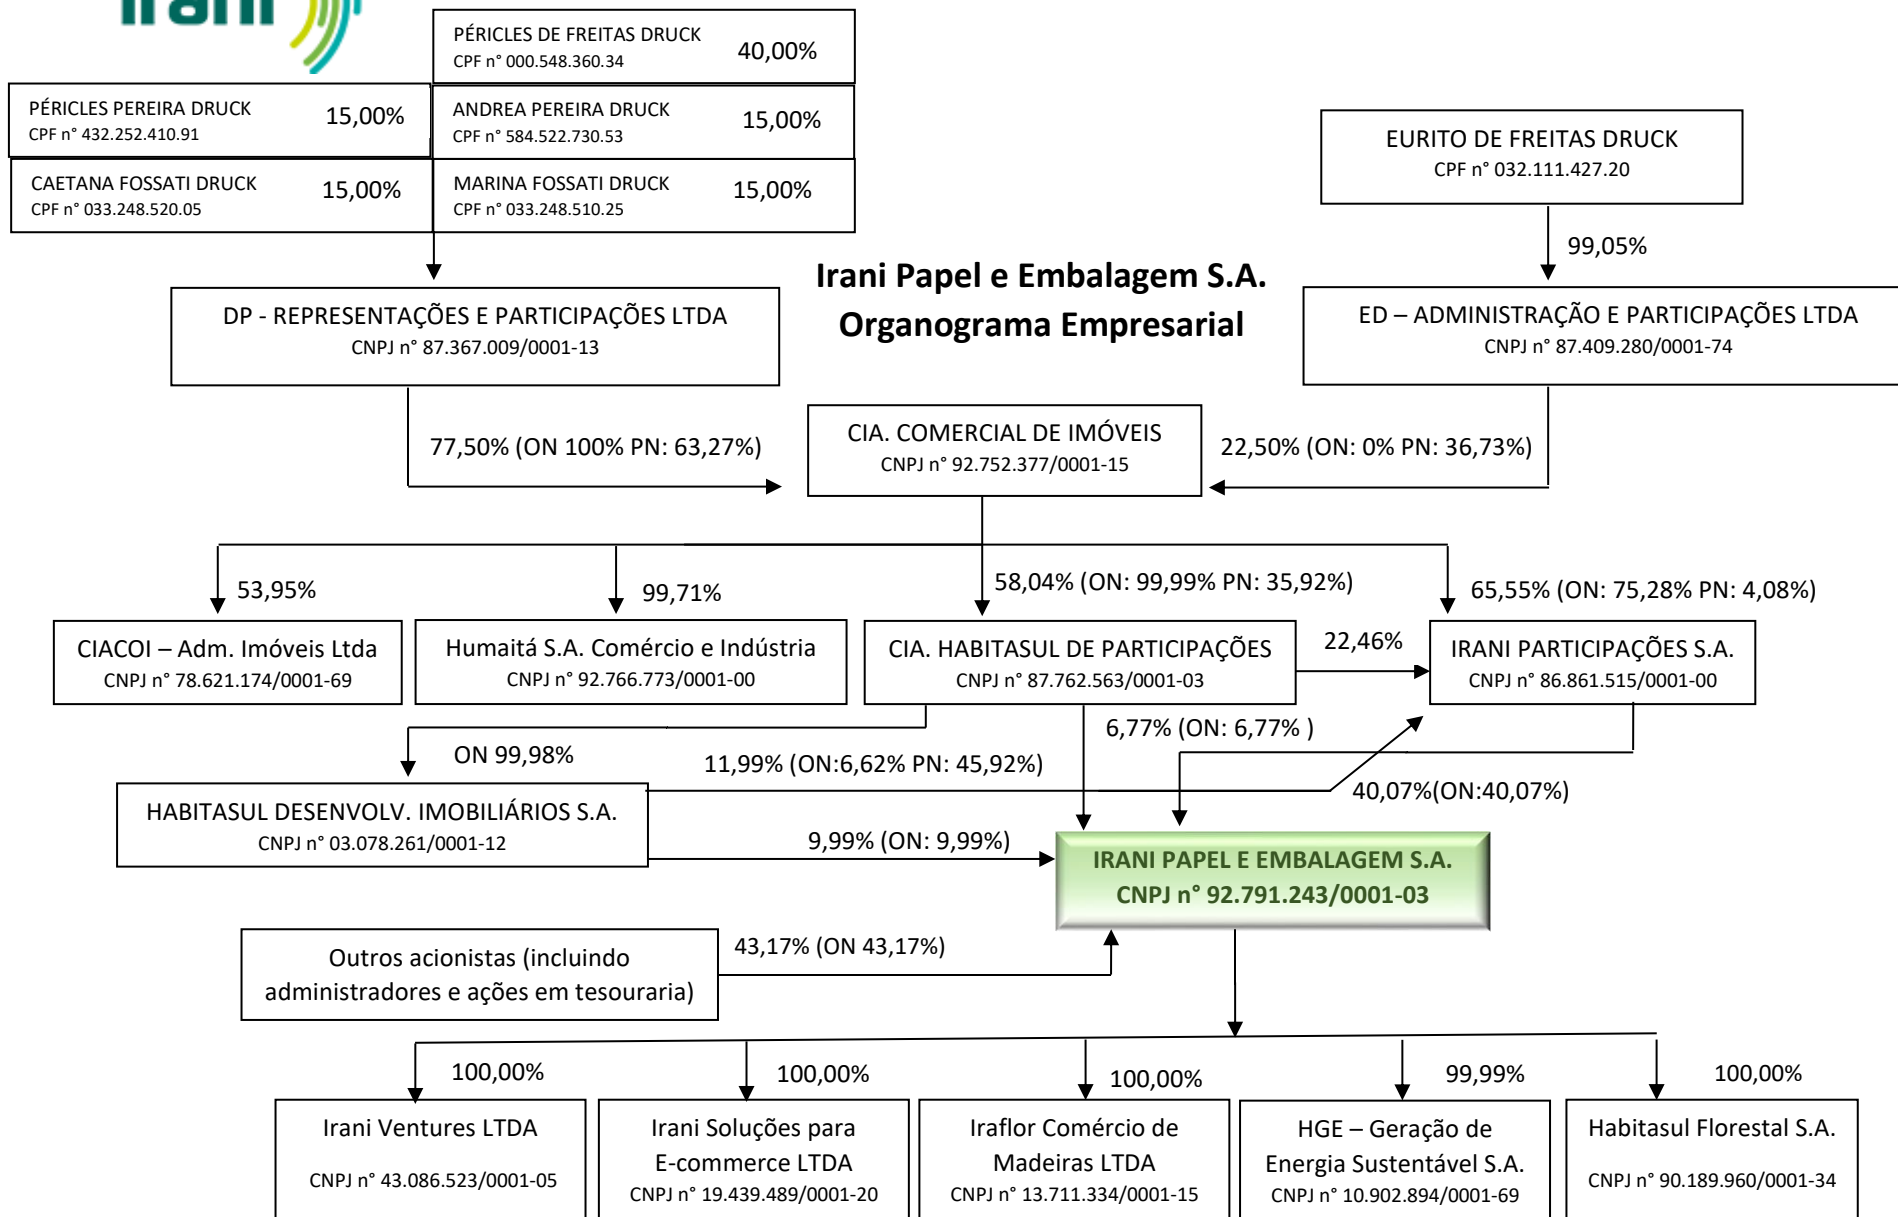 irani
PÉRICLES DE FREITAS DRUCK
CPF n° 000.548.360.34
40,00%
PÉRICLES PEREIRA DRUCK
CPF n° 432.252.410.91
15,00%
ANDREA PEREIRA DRUCK
CPF n° 584.522.730.53
15,00%
CAETANA FOSSATI DRUCK
CPF n° 033.248.520.05
15,00%
MARINA FOSSATI DRUCK
CPF n° 033.248.510.25
15,00%
EURITO DE FREITAS DRUCK
CPF n° 032.111.427.20
99,05%
Irani Papel e Embalagem S.A.
Organograma Empresarial
DP - REPRESENTAÇÕES E PARTICIPAÇÕES LTDA
CNPJ n° 87.367.009/0001-13
ED – ADMINISTRAÇÃO E PARTICIPAÇÕES LTDA
CNPJ n° 87.409.280/0001-74
77,50% (ON 100% PN: 63,27%)
CIA. COMERCIAL DE IMÓVEIS
CNPJ n° 92.752.377/0001-15
22,50% (ON: 0% PN: 36,73%)
53,95%
99,71%
58,04% (ON: 99,99% PN: 35,92%)
65,55% (ON: 75,28% PN: 4,08%)
CIACOI – Adm. Imóveis Ltda
CNPJ n° 78.621.174/0001-69
Humaitá S.A. Comércio e Indústria
CNPJ n° 92.766.773/0001-00
CIA. HABITASUL DE PARTICIPAÇÕES
CNPJ n° 87.762.563/0001-03
22,46%
IRANI PARTICIPAÇÕES S.A.
CNPJ n° 86.861.515/0001-00
ON 99,98%
6,77% (ON: 6,77% )
11,99% (ON:6,62% PN: 45,92%)
40,07%(ON:40,07%)
HABITASUL DESENVOLV. IMOBILIÁRIOS S.A.
CNPJ n° 03.078.261/0001-12
9,99% (ON: 9,99%)
IRANI PAPEL E EMBALAGEM S.A.
CNPJ n° 92.791.243/0001-03
Outros acionistas (incluindo
administradores e ações em tesouraria)
43,17% (ON 43,17%)
100,00%
100,00%
100,00%
99,99%
100,00%
Irani Ventures LTDA
CNPJ n° 43.086.523/0001-05
Irani Soluções para
E-commerce LTDA
CNPJ n° 19.439.489/0001-20
Iraflor Comércio de
Madeiras LTDA
CNPJ n° 13.711.334/0001-15
HGE – Geração de
Energia Sustentável S.A.
CNPJ n° 10.902.894/0001-69
Habitasul Florestal S.A.
CNPJ n° 90.189.960/0001-34